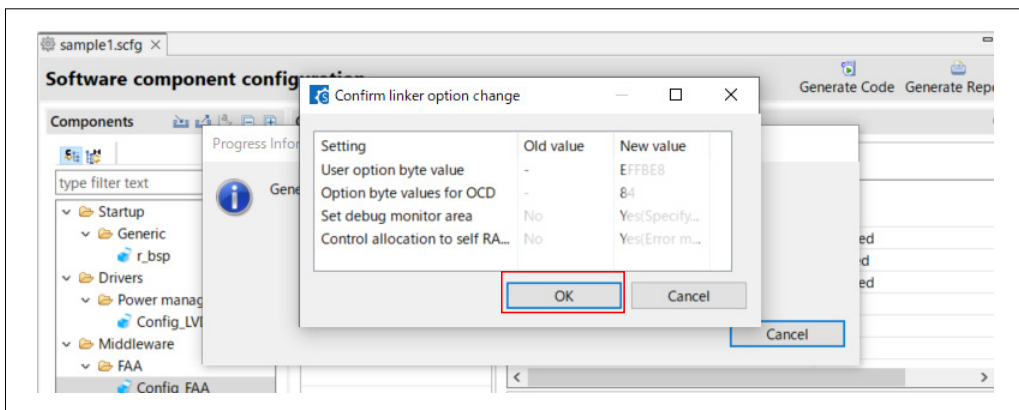 sample1.scfg
Software component configuration
Generate Code Generate Repo
Components
Confirm linker option change
Progress Infor
type filter text
Gene
Setting Old value New value
User option byte value - EFFBE8
Option byte values for OCD - 84
Set debug monitor area No Yes(Specify...
Control allocation to self RA... No Yes(Error m...
OK Cancel
Cancel
Startup
Generic
r_bsp
Drivers
Power manag
Config_LVI
Middleware
FAA
Config_FAA
ed
ed
ed